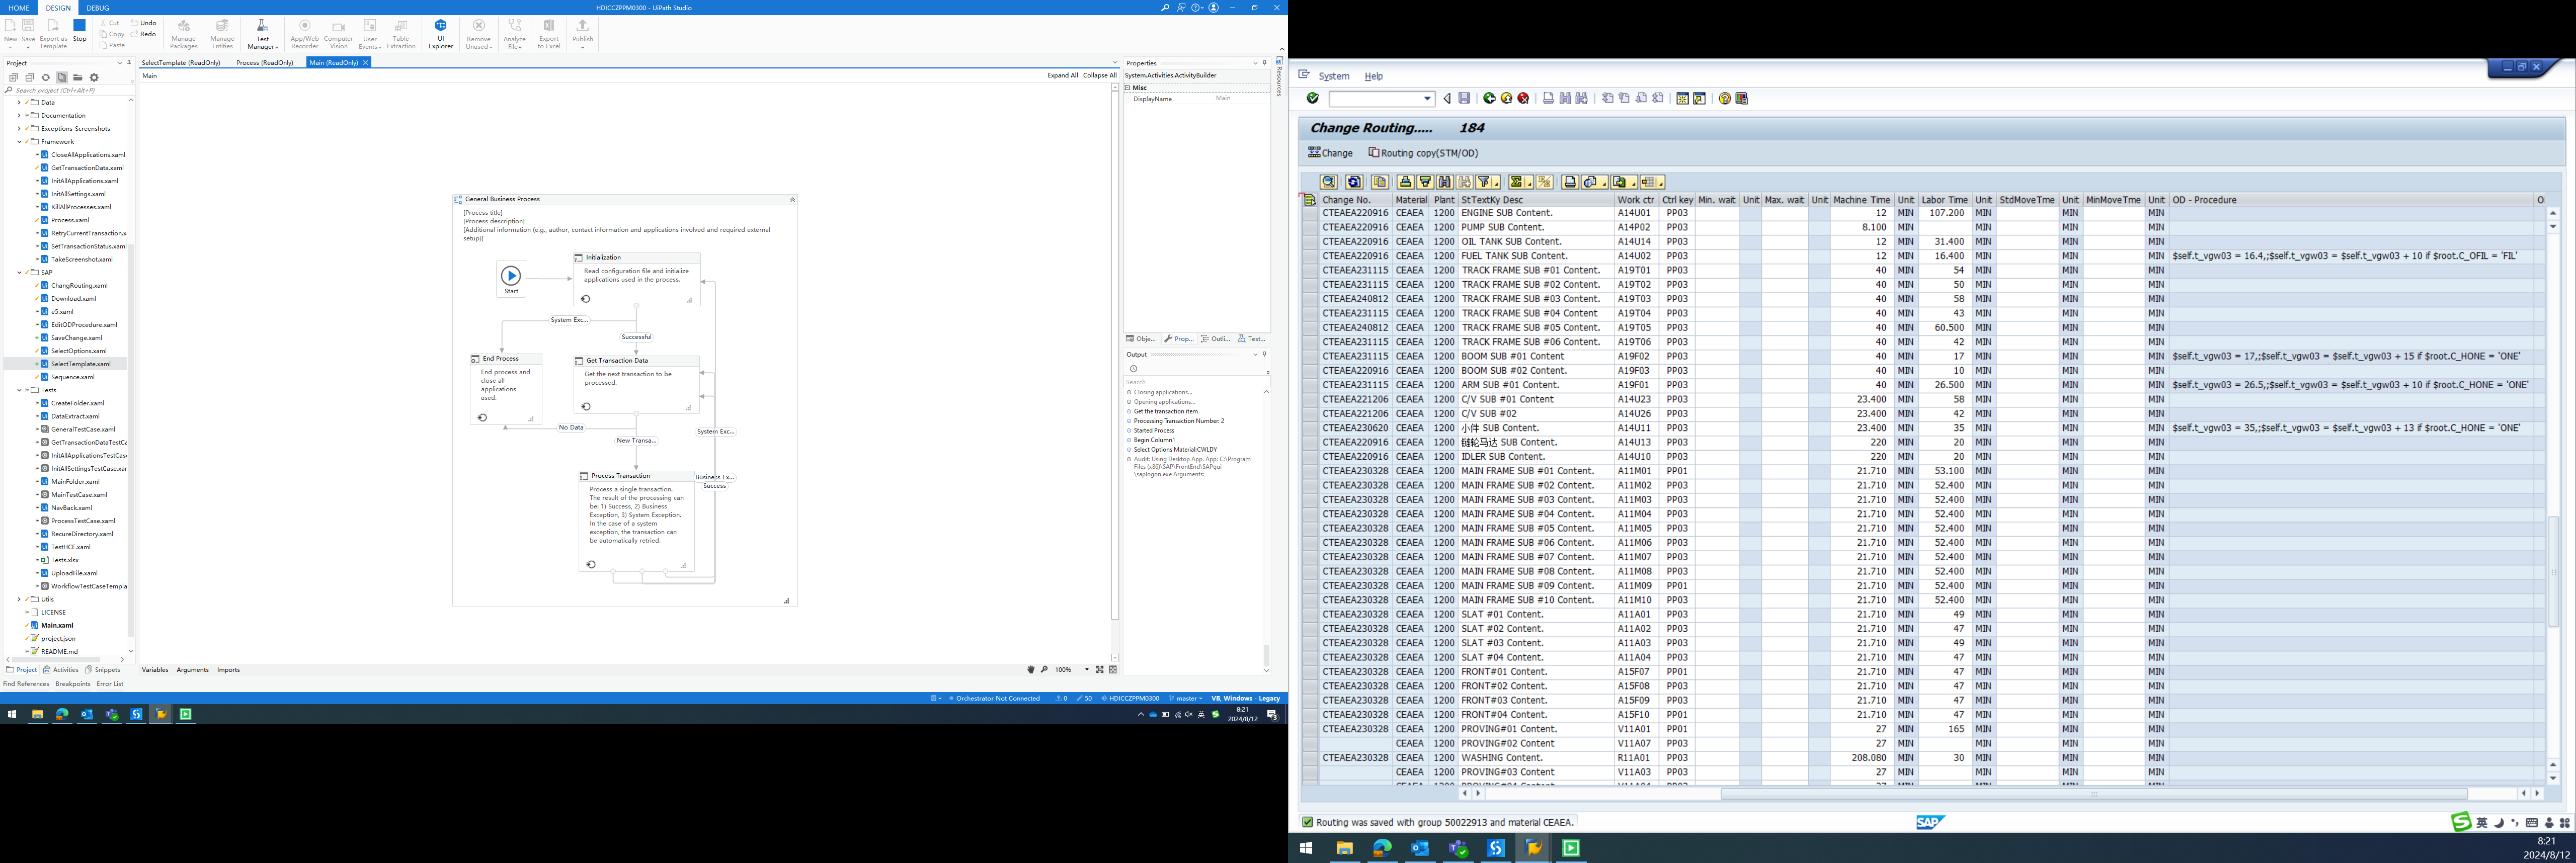 HOME DESIGN DEBUG
HDICCZPPM0300 - UiPath Studio
New Save Export as Template Stop Cut Copy Paste Undo Redo Manage Packages Manage Entities Test Manager App/Web Recorder Computer Vision User Events Table Extraction UI Explorer Remove Unused Analyze File Export to Excel Publish
Project
Search project (Ctrl+Alt+P)
Data
Documentation
Exceptions_Screenshots
Framework
CloseAllApplications.xaml
GetTransactionData.xaml
InitAllApplications.xaml
InitAllSettings.xaml
KillAllProcesses.xaml
Process.xaml
RetryCurrentTransaction.x
SetTransactionStatus.xaml
TakeScreenshot.xaml
SAP
ChangRouting.xaml
Download.xaml
e5.xaml
EditODProcedure.xaml
SaveChange.xaml
SelectOptions.xaml
SelectTemplate.xaml
Sequence.xaml
Tests
CreateFolder.xaml
DataExtract.xaml
GeneralTestCase.xaml
GetTransactionDataTestCa
InitAllApplicationsTestCas
InitAllSettingsTestCase.xar
MainFolder.xaml
MainTestCase.xaml
NavBack.xaml
ProcessTestCase.xaml
RecureDirectory.xaml
TestHCE.xaml
Tests.xlsx
UploadFile.xaml
WorkflowTestCaseTempla
Utils
LICENSE
Main.xaml
project.json
README.md
Project Activities Snippets
Find References Breakpoints Error List
SelectTemplate (ReadOnly) Process (ReadOnly) Main (ReadOnly)
Main
Expand All Collapse All
General Business Process
[Process title]
[Process description]
[Additional information (e.g., author, contact information and applications involved and required external
setup)]
Start
Initialization
Read configuration file and initialize
applications used in the process.
System Exc...
Successful
End Process
End process and
close all
applications
used.
Get Transaction Data
Get the next transaction to be
processed.
No Data
New Transa...
System Exc...
Process Transaction
Process a single transaction.
The result of the processing can
be: 1) Success, 2) Business
Exception, 3) System Exception.
In the case of a system
exception, the transaction can
be automatically retried.
Business Ex...
Success
Variables Arguments Imports
100%
Properties
System.Activities.ActivityBuilder
Misc
DisplayName Main
Resources
Obje... Prop... Outli... Test...
Output
Search
Closing applications...
Opening applications...
Get the transaction item
Processing Transaction Number: 2
Started Process
Begin Column1
Select Options Material:CWLDY
Audit: Using Desktop App. App: C:\Program
Files (x86)\SAP\FrontEnd\SAPgui
\saplogon.exe Arguments:
Orchestrator Not Connected 0 50 HDICCZPPM0300 master VB, Windows - Legacy
英 8:21
2024/8/12
System Help
Change Routing..... 184
Change Routing copy(STM/OD)
Change No. Material Plant StTextKy Desc Work ctr Ctrl key Min. wait Unit Max. wait Unit Machine Time Unit Labor Time Unit StdMoveTme Unit MinMoveTme Unit OD - Procedure
CTEAEA220916 CEAEA 1200 ENGINE SUB Content. A14U01 PP03 12 MIN 107.200 MIN MIN MIN
CTEAEA220916 CEAEA 1200 PUMP SUB Content. A14P02 PP03 8.100 MIN MIN MIN MIN
CTEAEA220916 CEAEA 1200 OIL TANK SUB Content. A14U14 PP03 12 MIN 31.400 MIN MIN MIN
CTEAEA220916 CEAEA 1200 FUEL TANK SUB Content. A14U02 PP03 12 MIN 16.400 MIN MIN MIN $self.t_vgw03 = 16.4,;$self.t_vgw03 = $self.t_vgw03 + 10 if $root.C_OFIL = 'FIL'
CTEAEA231115 CEAEA 1200 TRACK FRAME SUB #01 Content. A19T01 PP03 40 MIN 54 MIN MIN MIN
CTEAEA231115 CEAEA 1200 TRACK FRAME SUB #02 Content. A19T02 PP03 40 MIN 50 MIN MIN MIN
CTEAEA240812 CEAEA 1200 TRACK FRAME SUB #03 Content. A19T03 PP03 40 MIN 58 MIN MIN MIN
CTEAEA231115 CEAEA 1200 TRACK FRAME SUB #04 Content A19T04 PP03 40 MIN 43 MIN MIN MIN
CTEAEA240812 CEAEA 1200 TRACK FRAME SUB #05 Content. A19T05 PP03 40 MIN 60.500 MIN MIN MIN
CTEAEA231115 CEAEA 1200 TRACK FRAME SUB #06 Content. A19T06 PP03 40 MIN 42 MIN MIN MIN
CTEAEA231115 CEAEA 1200 BOOM SUB #01 Content A19F02 PP03 40 MIN 17 MIN MIN MIN $self.t_vgw03 = 17,;$self.t_vgw03 = $self.t_vgw03 + 15 if $root.C_HONE = 'ONE'
CTEAEA220916 CEAEA 1200 BOOM SUB #02 Content. A19F03 PP03 40 MIN 10 MIN MIN MIN
CTEAEA231115 CEAEA 1200 ARM SUB #01 Content. A19F01 PP03 40 MIN 26.500 MIN MIN MIN $self.t_vgw03 = 26.5,;$self.t_vgw03 = $self.t_vgw03 + 10 if $root.C_HONE = 'ONE'
CTEAEA221206 CEAEA 1200 C/V SUB #01 Content A14U23 PP03 23.400 MIN 58 MIN MIN MIN
CTEAEA221206 CEAEA 1200 C/V SUB #02 A14U26 PP03 23.400 MIN 42 MIN MIN MIN
CTEAEA230620 CEAEA 1200 小件 SUB Content. A14U11 PP03 23.400 MIN 35 MIN MIN MIN $self.t_vgw03 = 35,;$self.t_vgw03 = $self.t_vgw03 + 13 if $root.C_HONE = 'ONE'
CTEAEA220916 CEAEA 1200 链轮马达 SUB Content. A14U13 PP03 220 MIN 20 MIN MIN MIN
CTEAEA220916 CEAEA 1200 IDLER SUB Content. A14U10 PP03 220 MIN 20 MIN MIN MIN
CTEAEA230328 CEAEA 1200 MAIN FRAME SUB #01 Content. A11M01 PP01 21.710 MIN 53.100 MIN MIN MIN
CTEAEA230328 CEAEA 1200 MAIN FRAME SUB #02 Content. A11M02 PP03 21.710 MIN 52.400 MIN MIN MIN
CTEAEA230328 CEAEA 1200 MAIN FRAME SUB #03 Content. A11M03 PP03 21.710 MIN 52.400 MIN MIN MIN
CTEAEA230328 CEAEA 1200 MAIN FRAME SUB #04 Content. A11M04 PP03 21.710 MIN 52.400 MIN MIN MIN
CTEAEA230328 CEAEA 1200 MAIN FRAME SUB #05 Content. A11M05 PP03 21.710 MIN 52.400 MIN MIN MIN
CTEAEA230328 CEAEA 1200 MAIN FRAME SUB #06 Content. A11M06 PP03 21.710 MIN 52.400 MIN MIN MIN
CTEAEA230328 CEAEA 1200 MAIN FRAME SUB #07 Content. A11M07 PP03 21.710 MIN 52.400 MIN MIN MIN
CTEAEA230328 CEAEA 1200 MAIN FRAME SUB #08 Content. A11M08 PP03 21.710 MIN 52.400 MIN MIN MIN
CTEAEA230328 CEAEA 1200 MAIN FRAME SUB #09 Content. A11M09 PP01 21.710 MIN 52.400 MIN MIN MIN
CTEAEA230328 CEAEA 1200 MAIN FRAME SUB #10 Content. A11M10 PP03 21.710 MIN 52.400 MIN MIN MIN
CTEAEA230328 CEAEA 1200 SLAT #01 Content. A11A01 PP03 21.710 MIN 49 MIN MIN MIN
CTEAEA230328 CEAEA 1200 SLAT #02 Content. A11A02 PP03 21.710 MIN 47 MIN MIN MIN
CTEAEA230328 CEAEA 1200 SLAT #03 Content. A11A03 PP03 21.710 MIN 49 MIN MIN MIN
CTEAEA230328 CEAEA 1200 SLAT #04 Content. A11A04 PP03 21.710 MIN 47 MIN MIN MIN
CTEAEA230328 CEAEA 1200 FRONT#01 Content. A15F07 PP01 21.710 MIN 47 MIN MIN MIN
CTEAEA230328 CEAEA 1200 FRONT#02 Content. A15F08 PP03 21.710 MIN 47 MIN MIN MIN
CTEAEA230328 CEAEA 1200 FRONT#03 Content. A15F09 PP03 21.710 MIN 47 MIN MIN MIN
CTEAEA230328 CEAEA 1200 FRONT#04 Content. A15F10 PP01 21.710 MIN 47 MIN MIN MIN
CTEAEA230328 CEAEA 1200 PROVING#01 Content. V11A01 PP01 27 MIN 165 MIN MIN MIN
CEAEA 1200 PROVING#02 Content V11A07 PP03 27 MIN MIN MIN MIN
CTEAEA230328 CEAEA 1200 WASHING Content. R11A01 PP03 208.080 MIN 30 MIN MIN MIN
CEAEA 1200 PROVING#03 Content V11A03 PP03 27 MIN MIN MIN MIN
Routing was saved with group 50022913 and material CEAEA.
SAP
英
8:21
2024/8/12